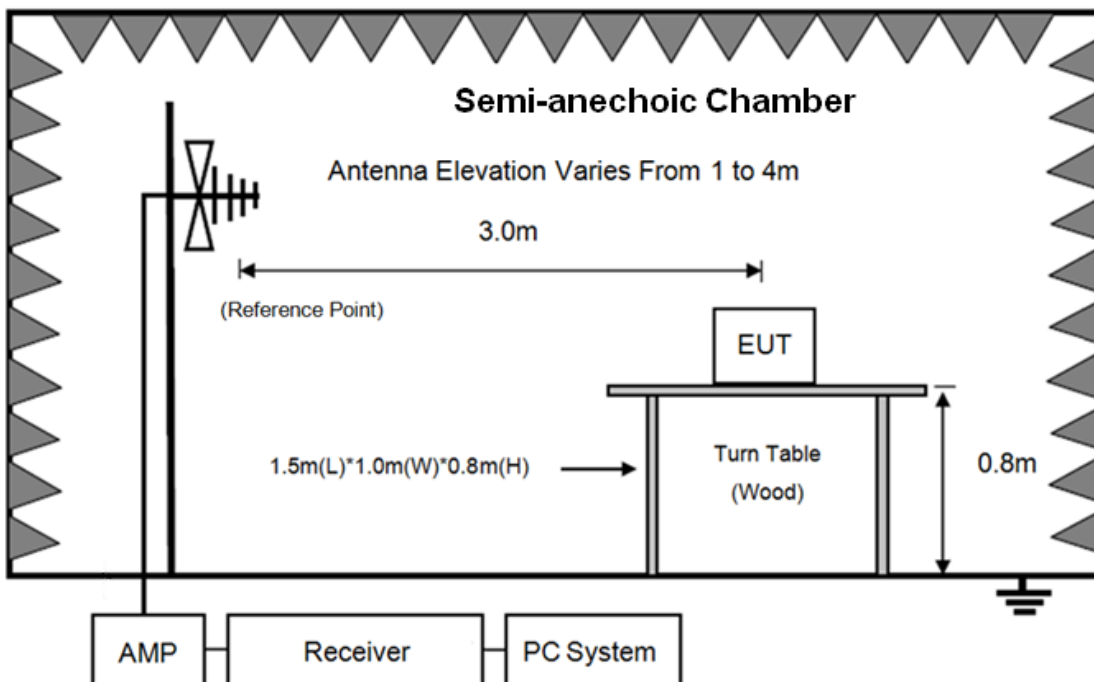 Semi-anechoic Chamber
Antenna Elevation Varies From 1 to 4m
3.0m
(Reference Point)
EUT
1.5m(L)*1.0m(W)*0.8m(H)
Turn Table
(Wood)
0.8m
AMP
Receiver
PC System